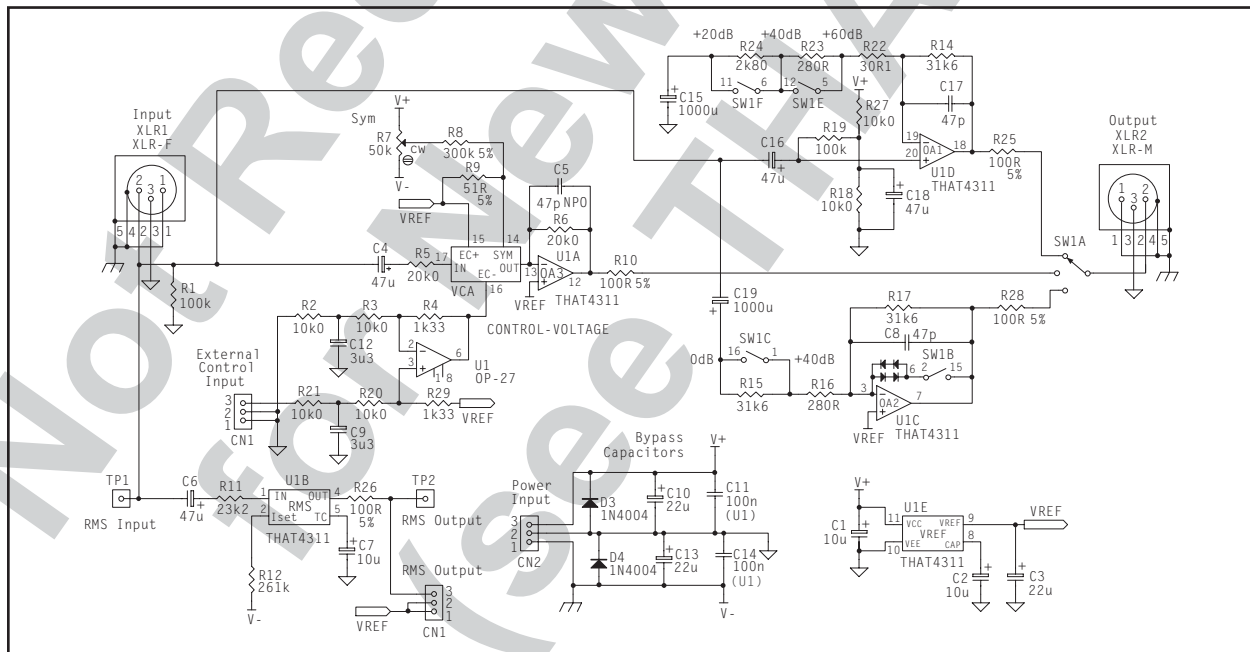 +20dB
+40dB
+60dB
R24
2k80
R23
280R
R22
30R1
R14
31k6
11
6
SW1F
12
5
SW1E
+
C15
1000u
V+
R27
10k0
C17
47p
R19
100k
C16
+
47u
19
20
18
OA1
U1D
THAT4311
R25
100R
5%
R18
10k0
+
C18
47u
Input
XLR1
XLR-F
2
3
1
5
4
2
3
1
Sym
V+
R7
50k
CW
V-
R8
300k 5%
R9
51R
5%
VREF
C5
47p
NPO
R6
20k0
U1A
15
14
EC+
SYM
17
IN
OUT
EC-
16
VCA
C4
+
47u
R5
20k0
13
OA3
12
VREF
THAT4311
R10
100R 5%
R1
100k
R2
10k0
R3
10k0
R4
1k33
C12
3u3
CONTROL-VOLTAGE
2
3
6
1
8
U1
OP-27
External
Control
Input
3
2
1
CN1
R21
10k0
R20
10k0
R29
1k33
VREF
C9
3u3
C19
1000u
+
0dB
SW1C
16
1
+40dB
R15
31k6
R16
280R
R17
31k6
C8
47p
6
2
15
SW1B
3
7
OA2
VREF
U1C
THAT4311
R28
100R 5%
SW1A
Output
XLR2
XLR-M
1
3
2
1
3
2
4
5
TP1
RMS Input
C6
+
47u
R11
23k2
U1B
1
IN
OUT
4
RMS
2
Iset
TC
5
THAT4311
R26
100R
5%
TP2
RMS Output
+
C7
10u
R12
261k
V-
RMS Output
3
2
1
CN1
VREF
Bypass
Capacitors
V+
Power
Input
3
2
1
CN2
D3
1N4004
+
C10
22u
C11
100n
(U1)
D4
1N4004
+
C13
22u
C14
100n
(U1)
V-
C1
10u
+
U1E
11
VCC
VREF
9
VREF
10
VEE
CAP
8
THAT4311
VREF
+
C2
10u
+
C3
22u
Not Re
for New
(see THA